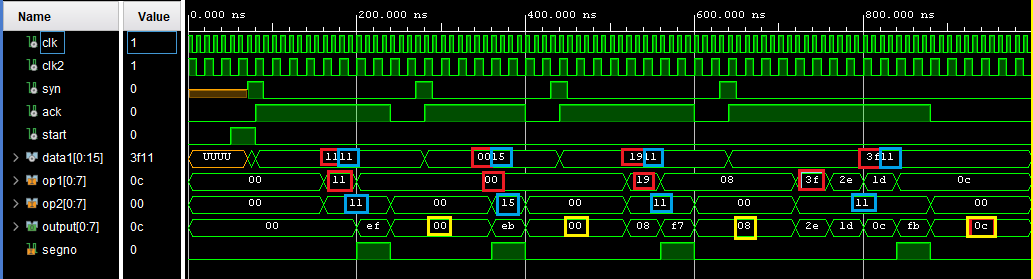 Name Value 0.000 ns 200.000 ns 400.000 ns 600.000 ns 800.000 ns
clk 1
clk2 1
syn 0
ack 0
start 0
data1[0:15] 3f11 UUUU 1111 0015 1911 3f11
op1[0:7] 0c 00 11 00 19 08 3f 2e 1d 0c
op2[0:7] 00 00 11 00 15 00 11 00 11 00
output[0:7] 0c 00 ef 00 eb 00 08 f7 08 2e 1d 0c fb 0c
segno 0